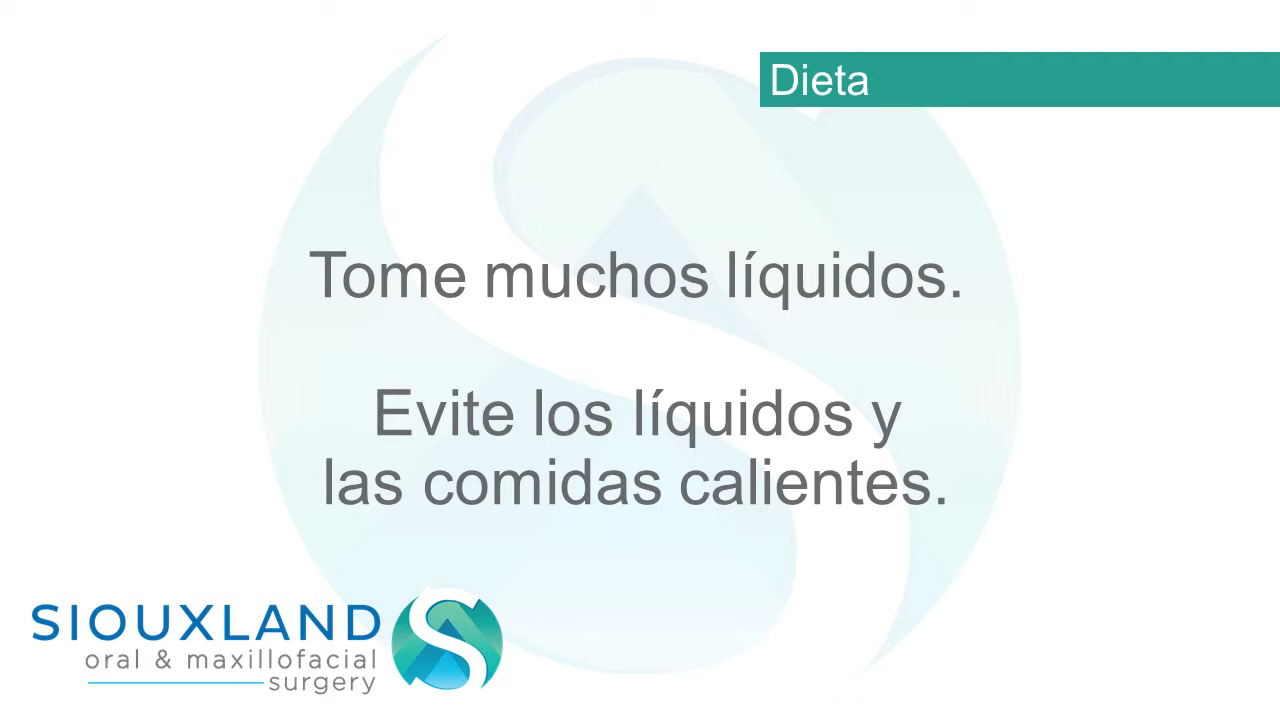 Dieta
Tome muchos líquidos.
Evite los líquidos y
las comidas calientes.
SIOUXLAND
oral & maxillofacial
surgery